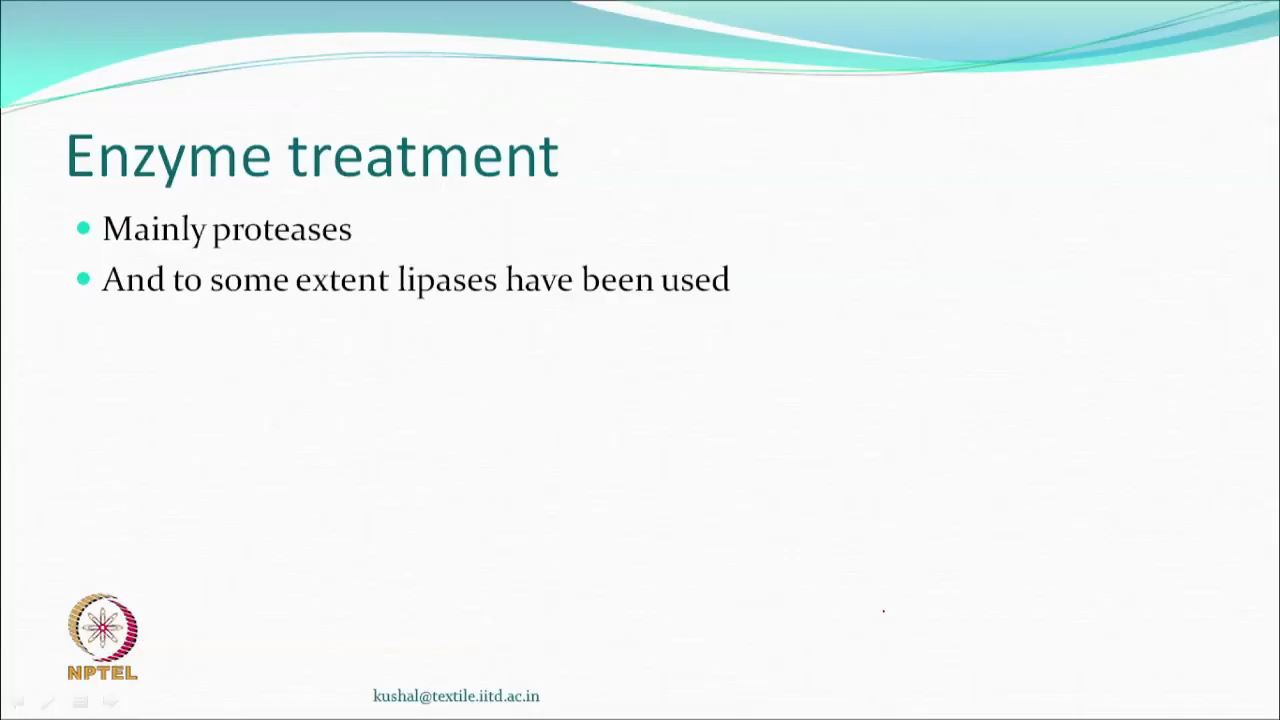 Enzyme treatment
Mainly proteases
And to some extent lipases have been used
NPTEL
kushal@textile.iitd.ac.in